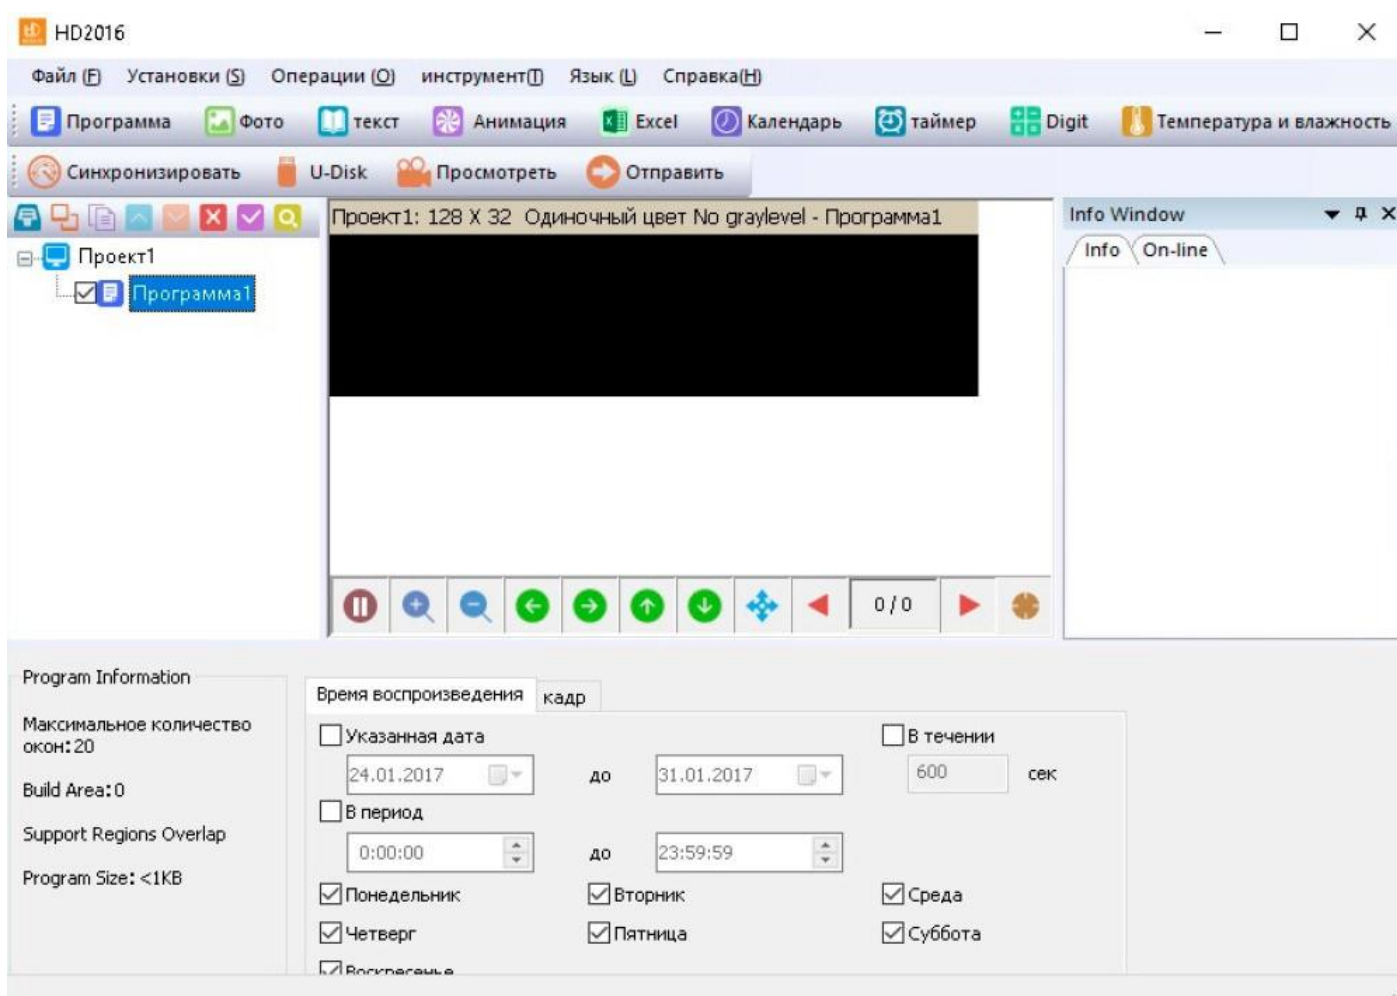 HD2016
Файл (F) Установки (S) Операции (O) инструмент(T) Язык (L) Справка(H)
Программа Фото текст Анимация Excel Календарь таймер Digit Температура и влажность
Синхронизировать U-Disk Просмотреть Отправить
Проект1: 128 X 32 Одиночный цвет No graylevel - Программа1
Info Window
Info On-line
Проект1
Программа1
0 / 0
Program Information
Время воспроизведения кадр
Максимальное количество
окон:20
Build Area:0
Support Regions Overlap
Program Size: <1KB
Указанная дата В течении
24.01.2017 до 31.01.2017 600 сек
В период
0:00:00 до 23:59:59
Понедельник Вторник Среда
Четверг Пятница Суббота
Воскресенье